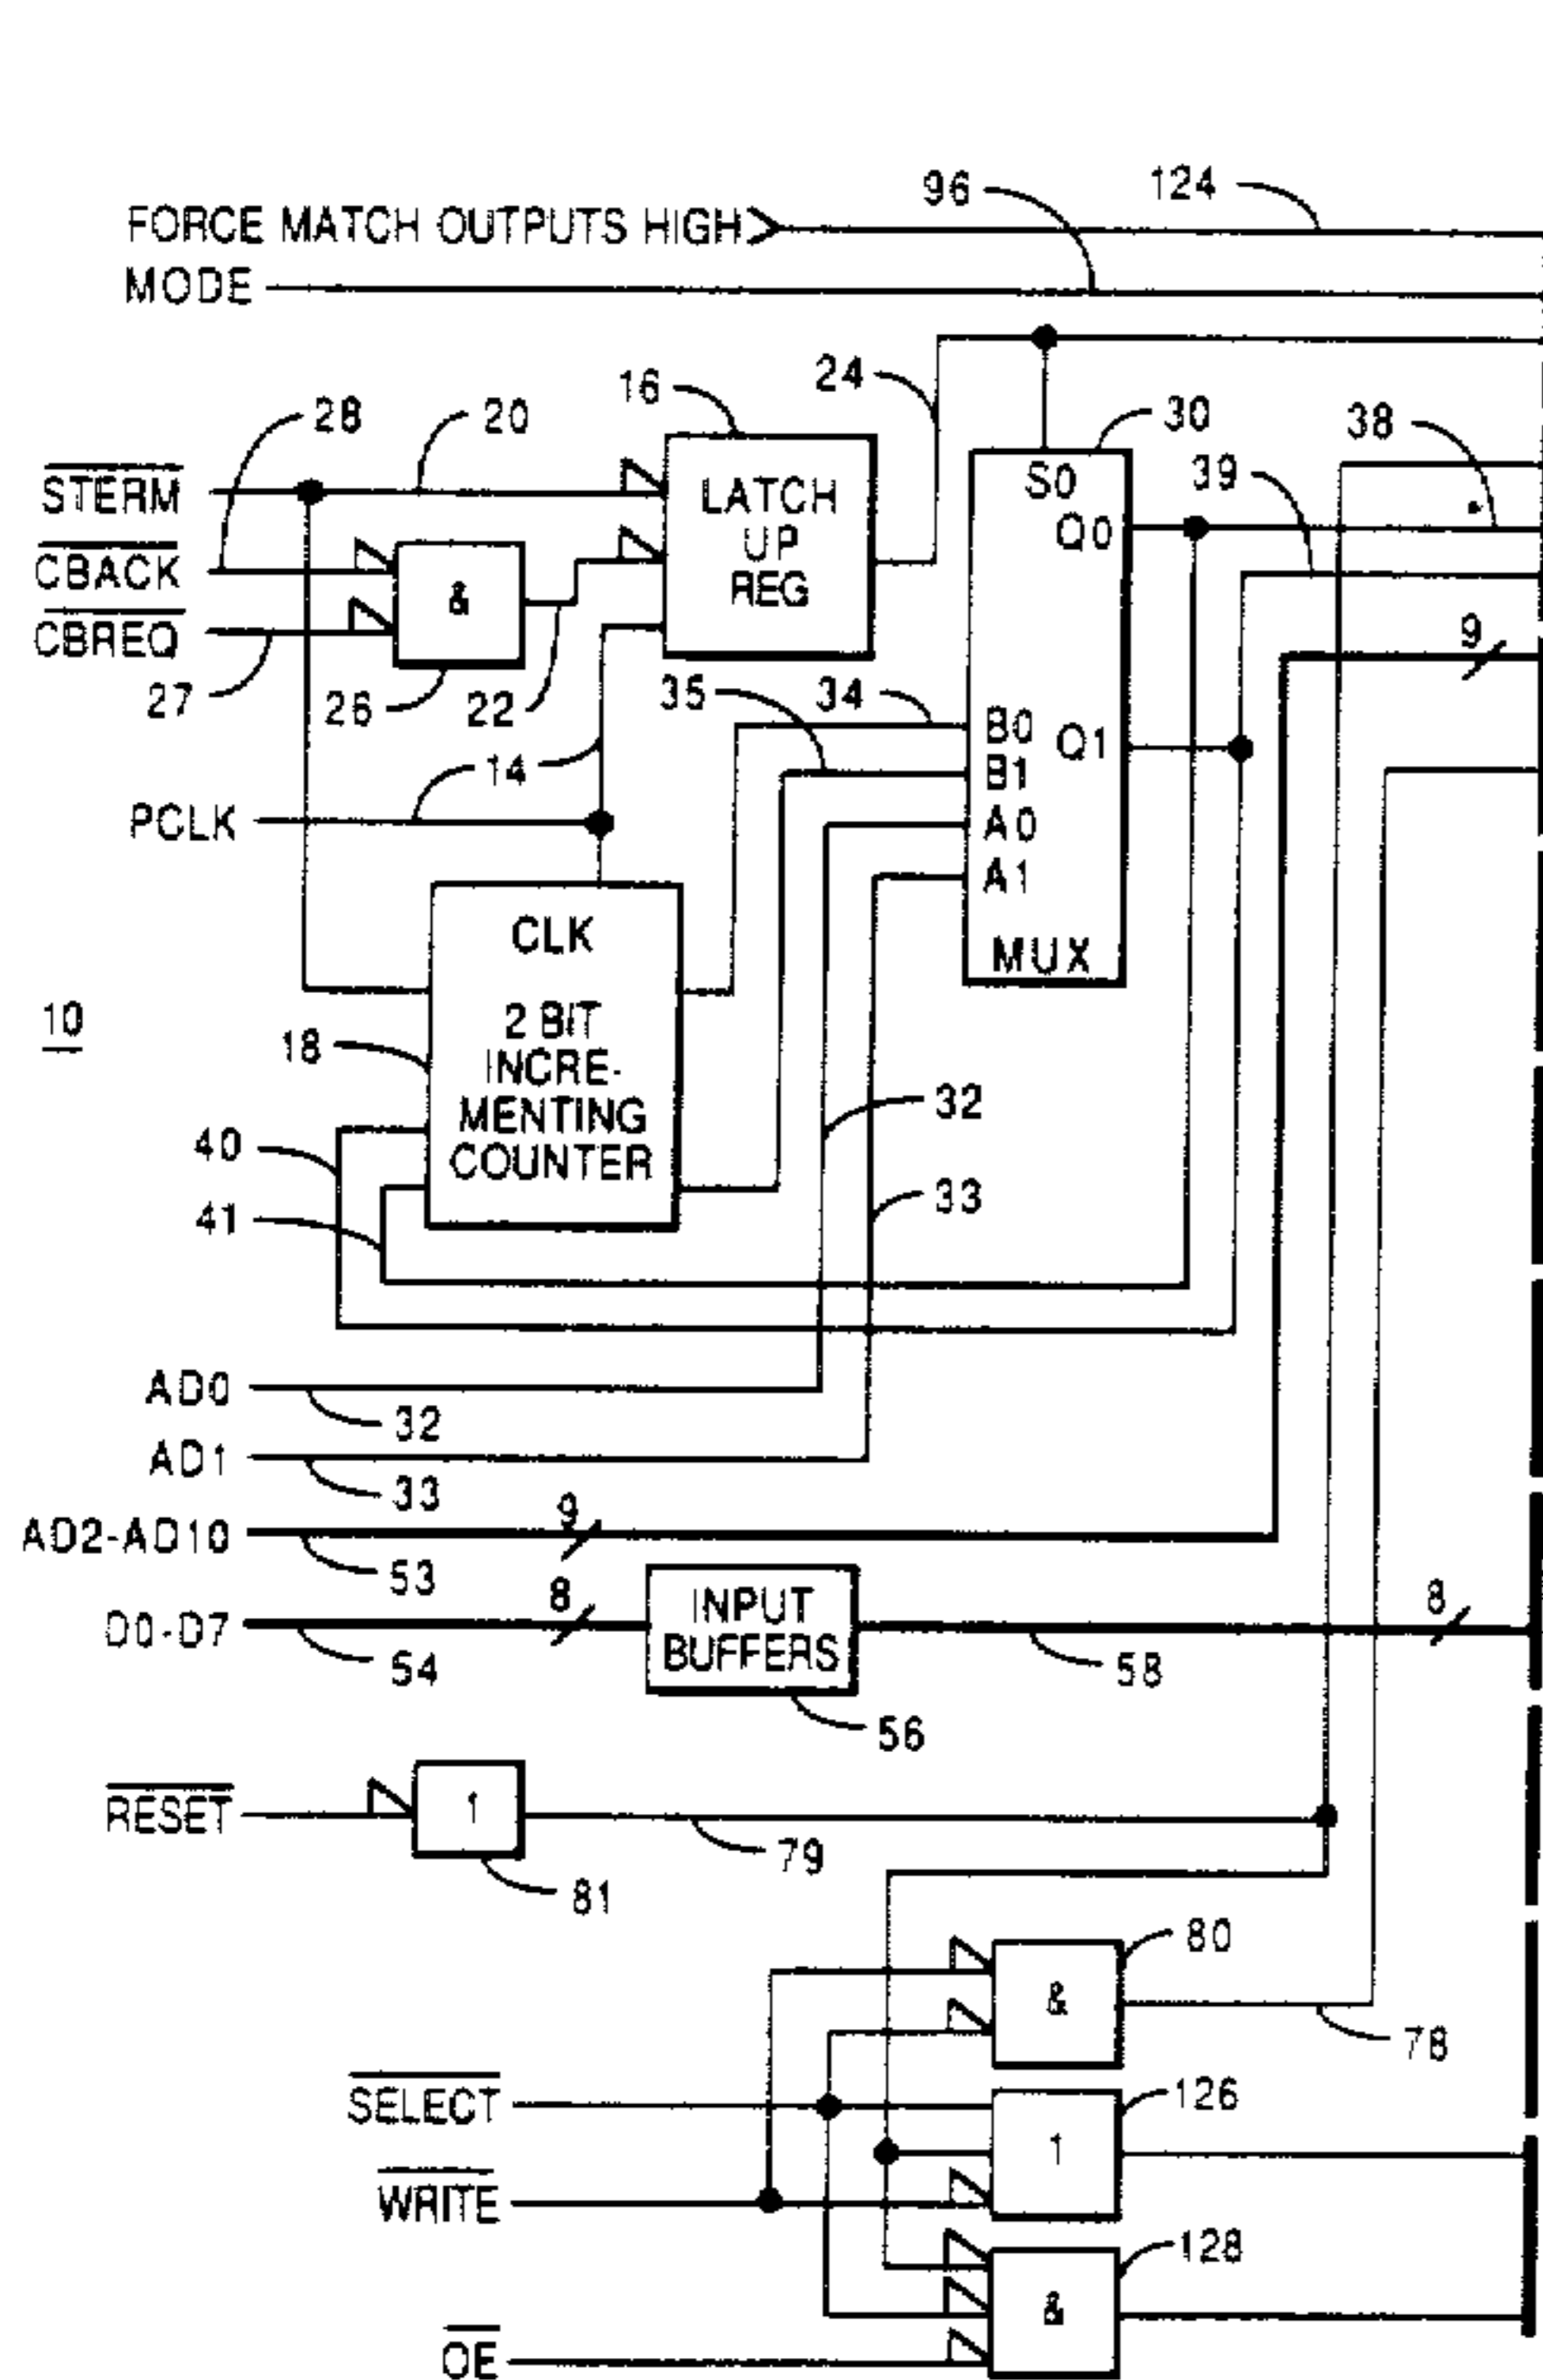 96
124
FORCE MATCH OUTPUTS HIGH
MODE
16
24
28
20
30
38
39
STERM
LATCH
UP
REG
S0
Q0
CBACK
&
CBREQ
9
27
26
22
35
34
B0
Q1
B1
14
PCLK
A0
A1
CLK
MUX
10
2 BIT
INCRE-
MENTING
COUNTER
18
32
40
33
41
AD0
32
AD1
33
AD2-AD10
9
53
D0-D7
8
INPUT
BUFFERS
8
54
58
56
RESET
1
79
81
80
&
78
SELECT
126
1
WRITE
128
&
OE